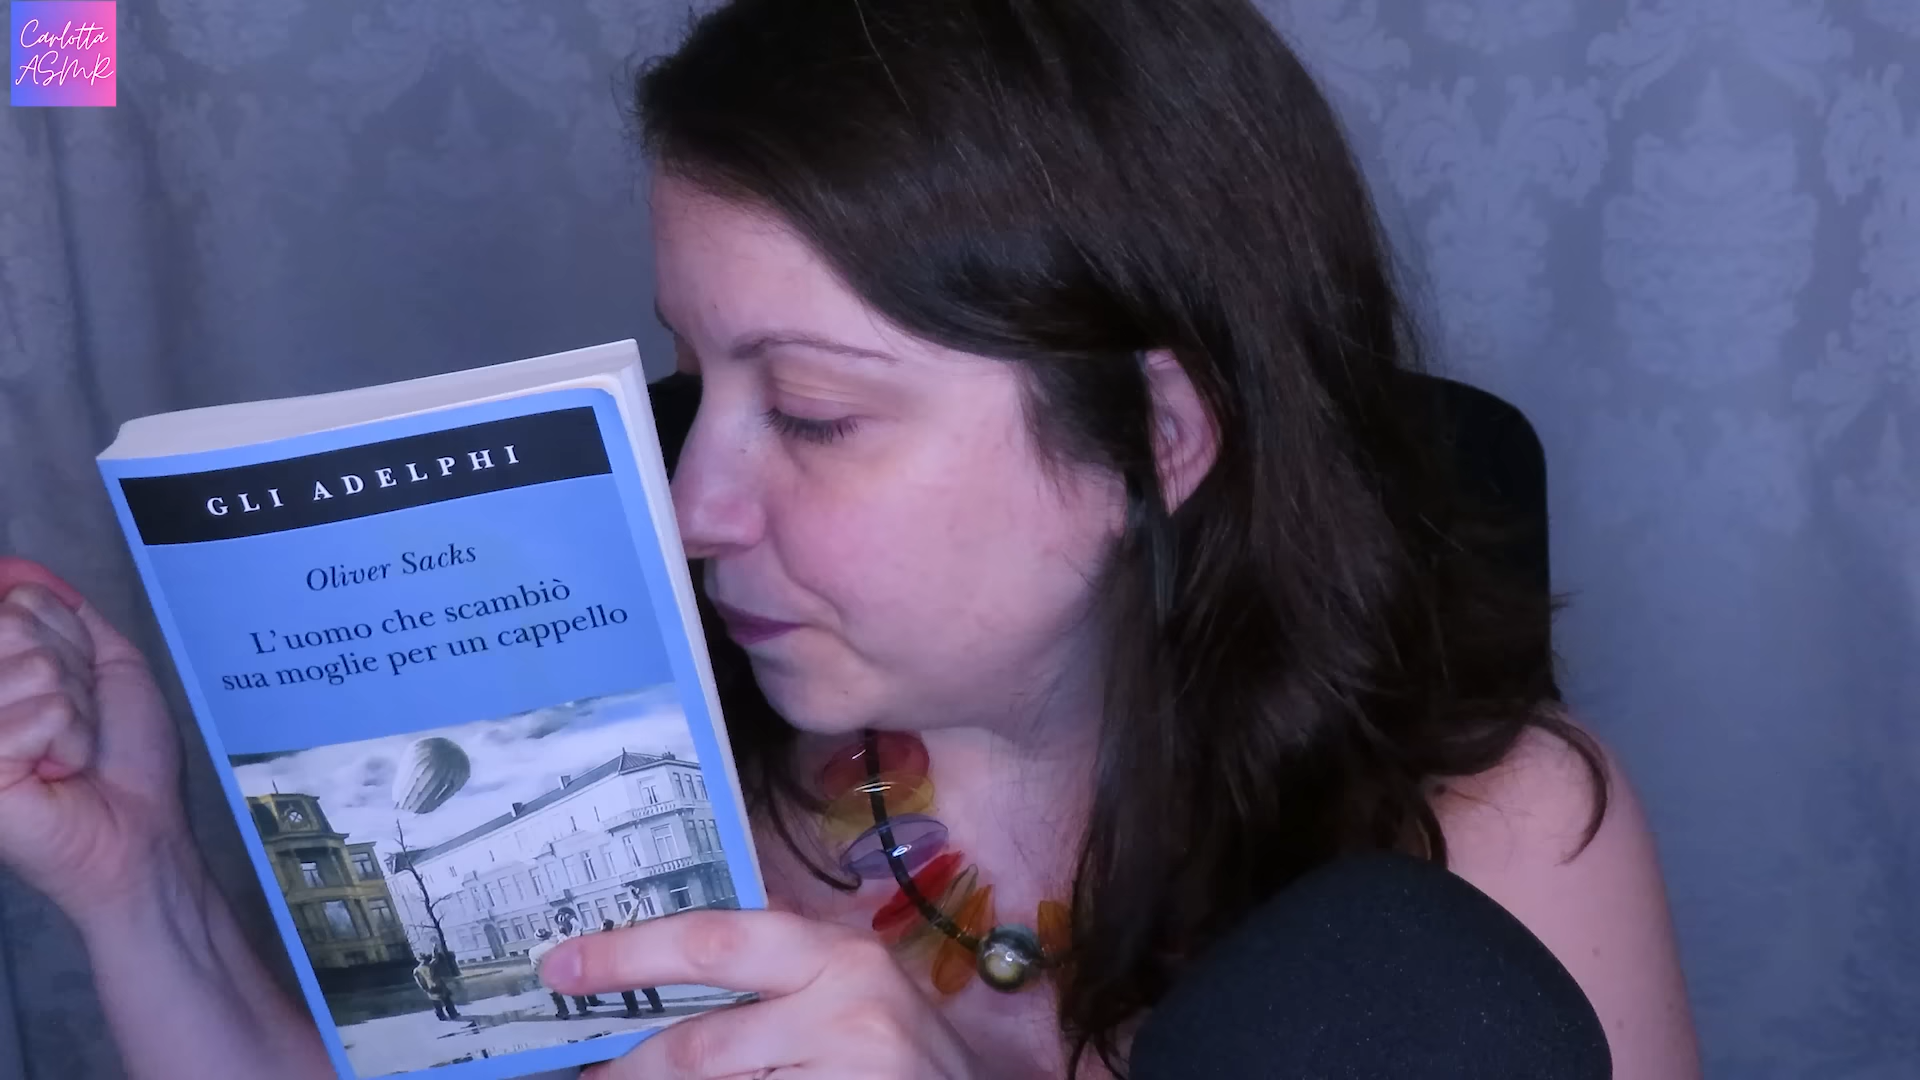 Carlotta
ASMR
GLI ADELPHI
Oliver Sacks
L'uomo che scambiò
sua moglie per un cappello